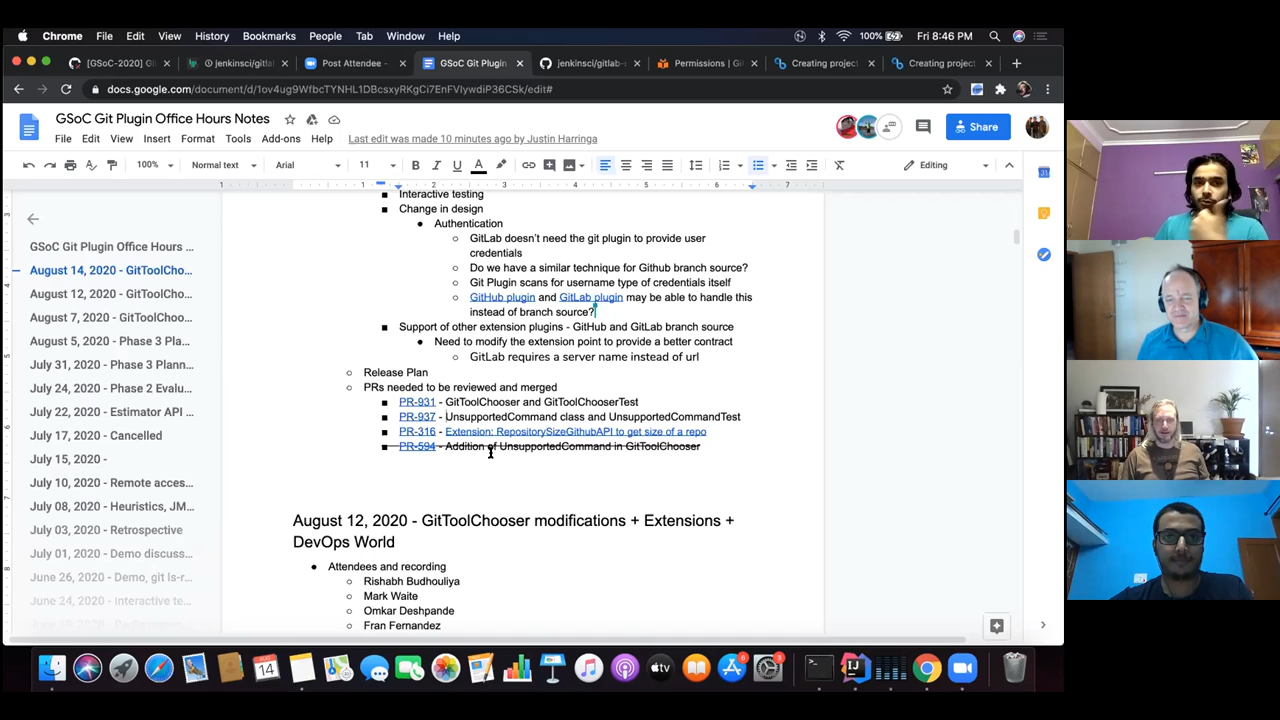 Chrome File Edit View History Bookmarks People Tab Window Help 100% Fri 8:46 PM
[GSoC-2020] Gi jenkinsci/gitlab Post Attendee - GSoC Git Plugin jenkinsci/gitlab- Permissions | Git Creating project Creating project
docs.google.com/document/d/1ov4ug9WfbcTYNHL1DBcsxyRKgCi7EnFVIywdiP36CSk/edit#
GSoC Git Plugin Office Hours Notes
File Edit View Insert Format Tools Add-ons Help Last edit was made 10 minutes ago by Justin Harringa
Share
100% Normal text Arial 11 B I U A Editing
1 1 2 3 4 5 6 7
Interactive testing
Change in design
Authentication
GitLab doesn't need the git plugin to provide user
credentials
Do we have a similar technique for Github branch source?
Git Plugin scans for username type of credentials itself
GitHub plugin and GitLab plugin may be able to handle this
instead of branch source?
Support of other extension plugins - GitHub and GitLab branch source
Need to modify the extension point to provide a better contract
GitLab requires a server name instead of url
Release Plan
PRs needed to be reviewed and merged
PR-931 - GitToolChooser and GitToolChooserTest
PR-937 - UnsupportedCommand class and UnsupportedCommandTest
PR-316 - Extension: RepositorySizeGithubAPI to get size of a repo
PR-594 - Addition of UnsupportedCommand in GitToolChooser
August 12, 2020 - GitToolChooser modifications + Extensions +
DevOps World
Attendees and recording
Rishabh Budhouliya
Mark Waite
Omkar Deshpande
Fran Fernandez
GSoC Git Plugin Office Hours ...
August 14, 2020 - GitToolCho...
August 12, 2020 - GitToolCho...
August 7, 2020 - GitToolChoo...
August 5, 2020 - Phase 3 Pla...
July 31, 2020 - Phase 3 Plann...
July 24, 2020 - Phase 2 Evalu...
July 22, 2020 - Estimator API ...
July 17, 2020 - Cancelled
July 15, 2020 -
July 10, 2020 - Remote acces...
July 08, 2020 - Heuristics, JM...
July 03, 2020 - Retrospective
July 01, 2020 - Demo discuss...
June 26, 2020 - Demo, git ls-r...
June 24, 2020 - Interactive te...
AUG
14